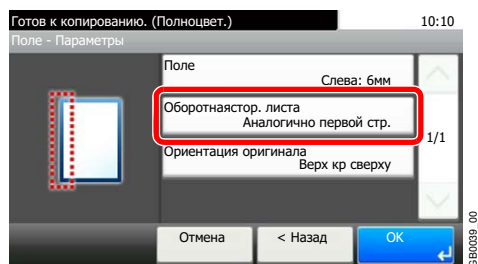 Готов к копированию. (Полноцвет.)
10:10
Поле - Параметры
Поле
Слева: 6мм
Оборотнаястор. листа
Аналогично первой стр.
1/1
Ориентация оригинала
Верх кр сверху
Отмена
< Назад
OK
GB0039_00